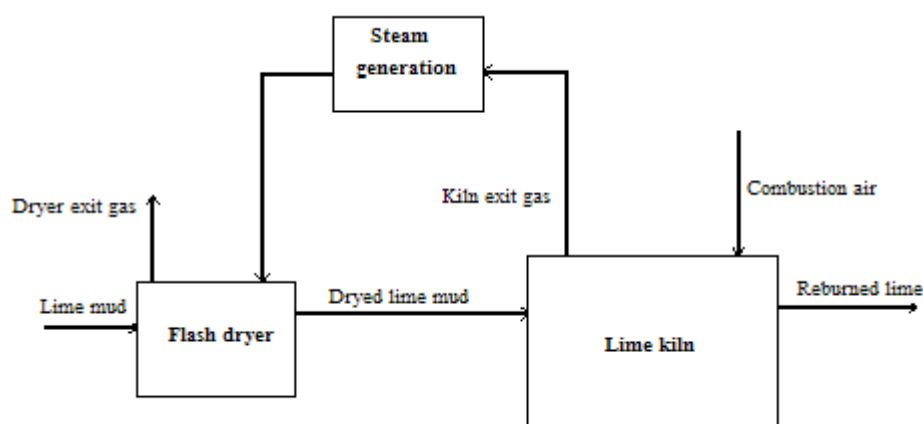 Steam
generation
Kiln exit gas
Combustion air
Dryer exit gas
Lime mud
Dryed lime mud
Reburned lime
Flash dryer
Lime kiln